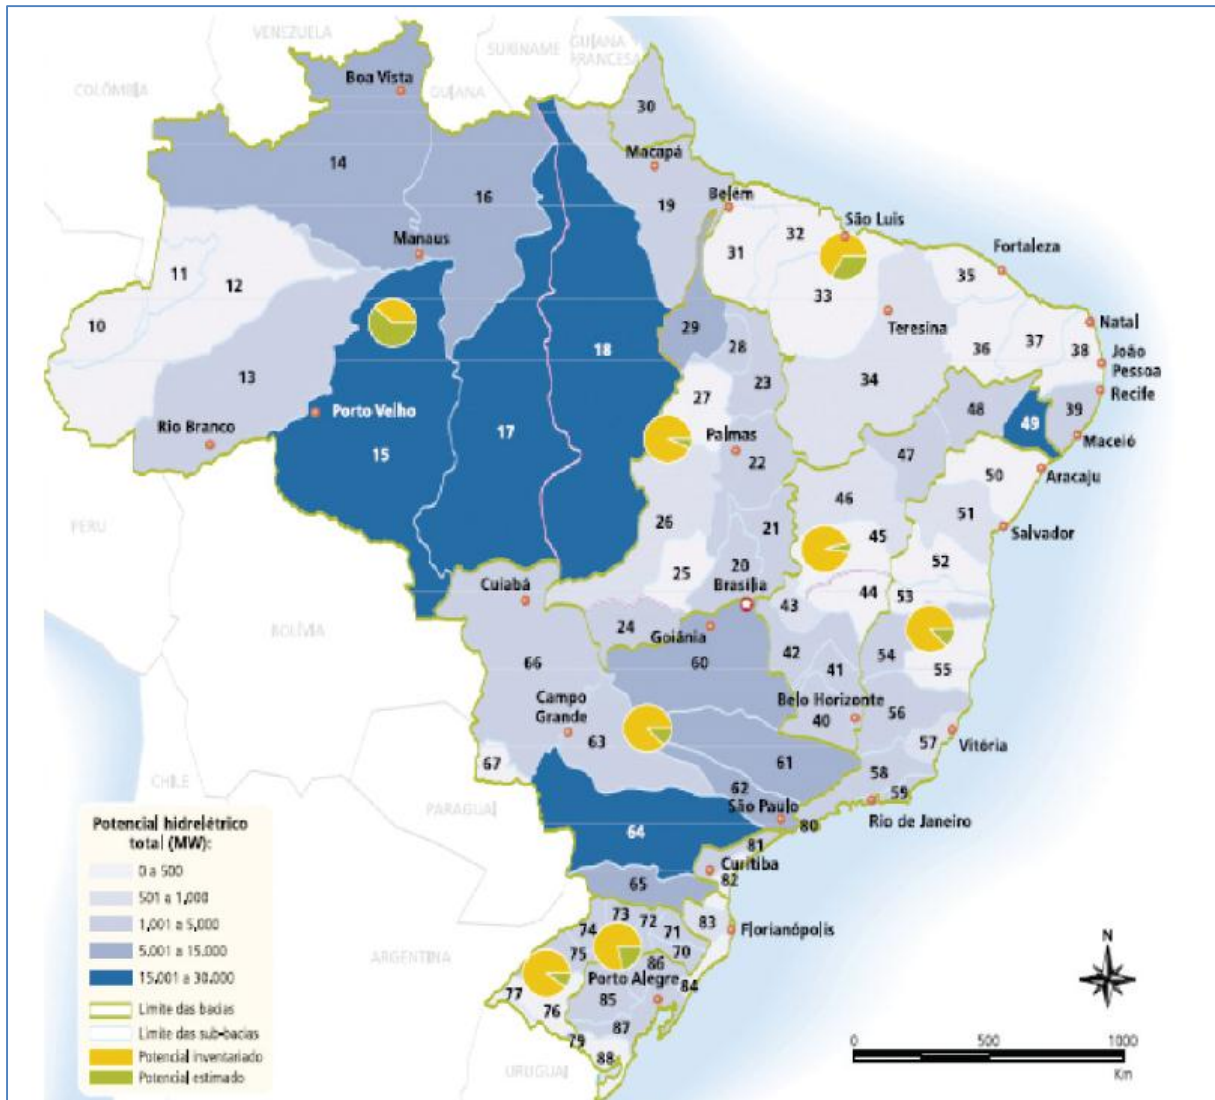 VENEZUELA
SURINAME
GUIANA
FRANCESA
COLÔMBIA
GUIANA
Boa Vista
30
14
Macapá
16
19
Belém
São Luis
32
31
Fortaleza
Manaus
11
12
33
35
10
29
28
Teresina
Natal
18
36
37
38
João
Pessoa
13
23
34
27
Recife
Porto Velho
48
39
Rio Branco
17
49
Palmas
Maceió
15
22
47
50
Aracaju
46
26
21
45
51
Salvador
PERU
20
52
25
Cuiabá
Brasília
44
53
43
24
BOLÍVIA
Goiânia
42
41
54
60
66
55
Campo
Grande
Belo Horizonte
40
56
63
57
Vitória
67
61
58
CHILE
62
59
PARAGUAI
São Paulo
80
Rio de Janeiro
64
81
Curitiba
82
65
73
72
83
74
71
Florianópolis
75
70
ARGENTINA
86
Porto Alegre
84
77
85
76
87
79
88
URUGUAI
Potencial hidrelétrico
total (MW):
0 a 500
501 a 1,000
1,001 a 5,000
5.001 a 15.000
15,001 a 30,000
Limite das bacias
Limite das sub-bacias
Potencial inventariado
Potencial estimado
N
0
500
1000
Km